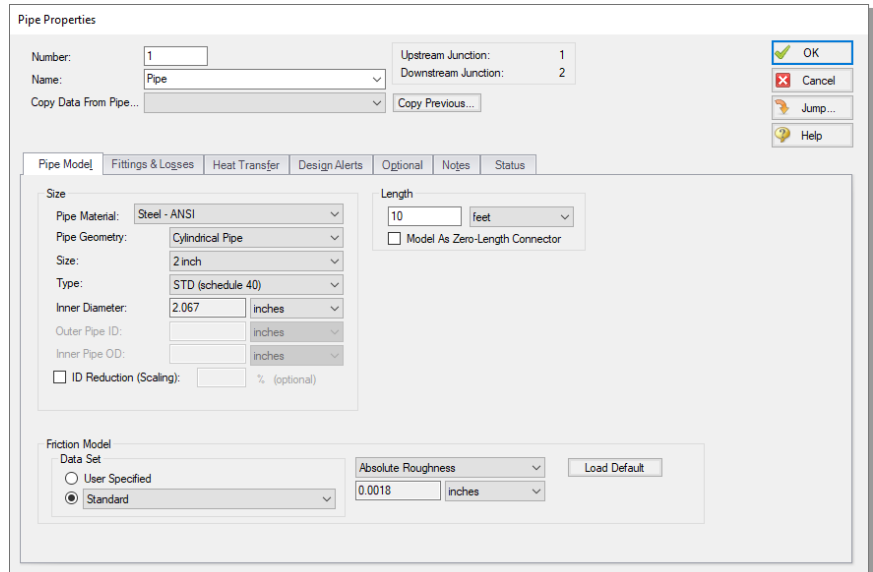 Pipe Properties
Number: 1
Upstream Junction: 1
OK
Name: Pipe
Downstream Junction: 2
Cancel
Copy Data From Pipe...
Copy Previous...
Jump...
Help
Pipe Model Fittings & Losses Heat Transfer Design Alerts Optional Notes Status
Size
Pipe Material: Steel - ANSI
Pipe Geometry: Cylindrical Pipe
Size: 2 inch
Type: STD (schedule 40)
Inner Diameter: 2.067 inches
Outer Pipe ID: inches
Inner Pipe OD: inches
ID Reduction (Scaling): % (optional)
Length
10 feet
Model As Zero-Length Connector
Friction Model
Data Set
User Specified
Standard
Absolute Roughness
0.0018 inches
Load Default